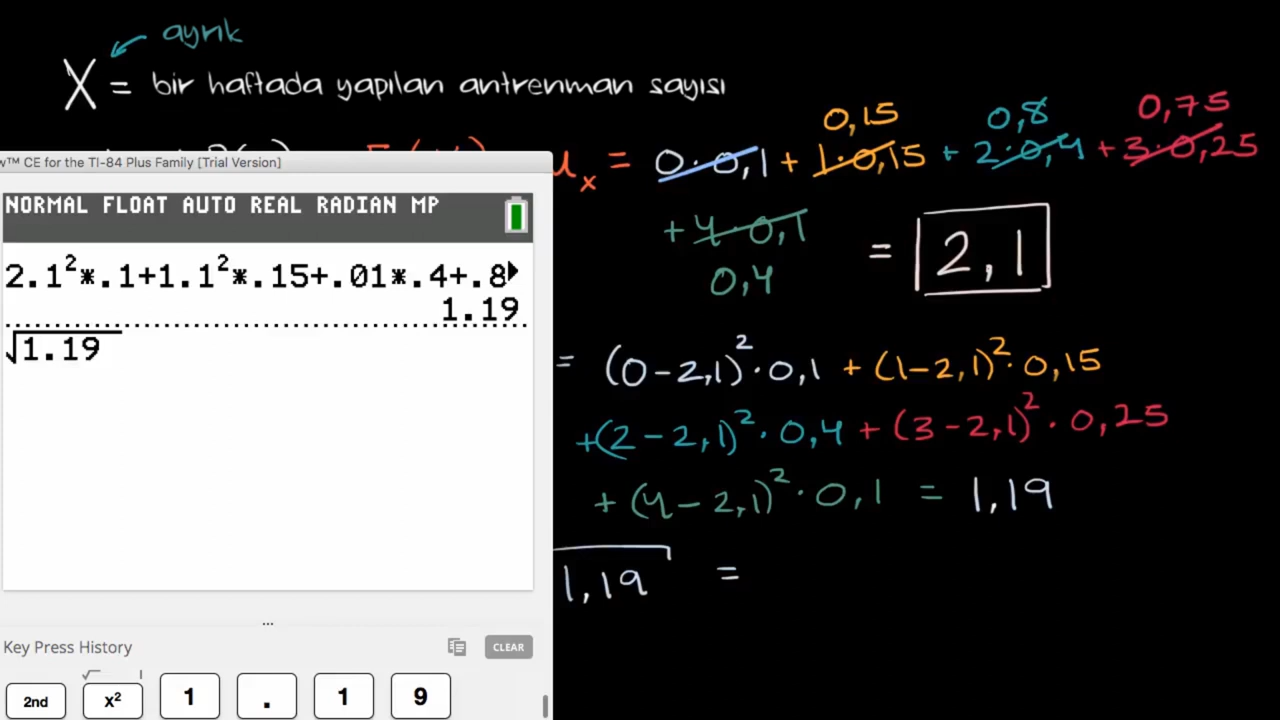 ayrık
X = bir haftada yapılan antrenman sayısı
0,15 0,8 0,75
μx = 0·0,1 + 1·0,15 + 2·0,4 + 3·0,25
+ 4·0,1 = 2,1
0,4
w™ CE for the TI-84 Plus Family [Trial Version]
NORMAL FLOAT AUTO REAL RADIAN MP
2.1²*.1+1.1²*.15+.01*.4+.8
1.19
√1.19
= (0-2,1)²·0,1 + (1-2,1)²·0,15
+(2-2,1)²·0,4 + (3-2,1)²·0,25
+ (4-2,1)²·0,1 = 1,19
1,19 =
...
Key Press History CLEAR
√ 
2nd x² 1 . 1 9